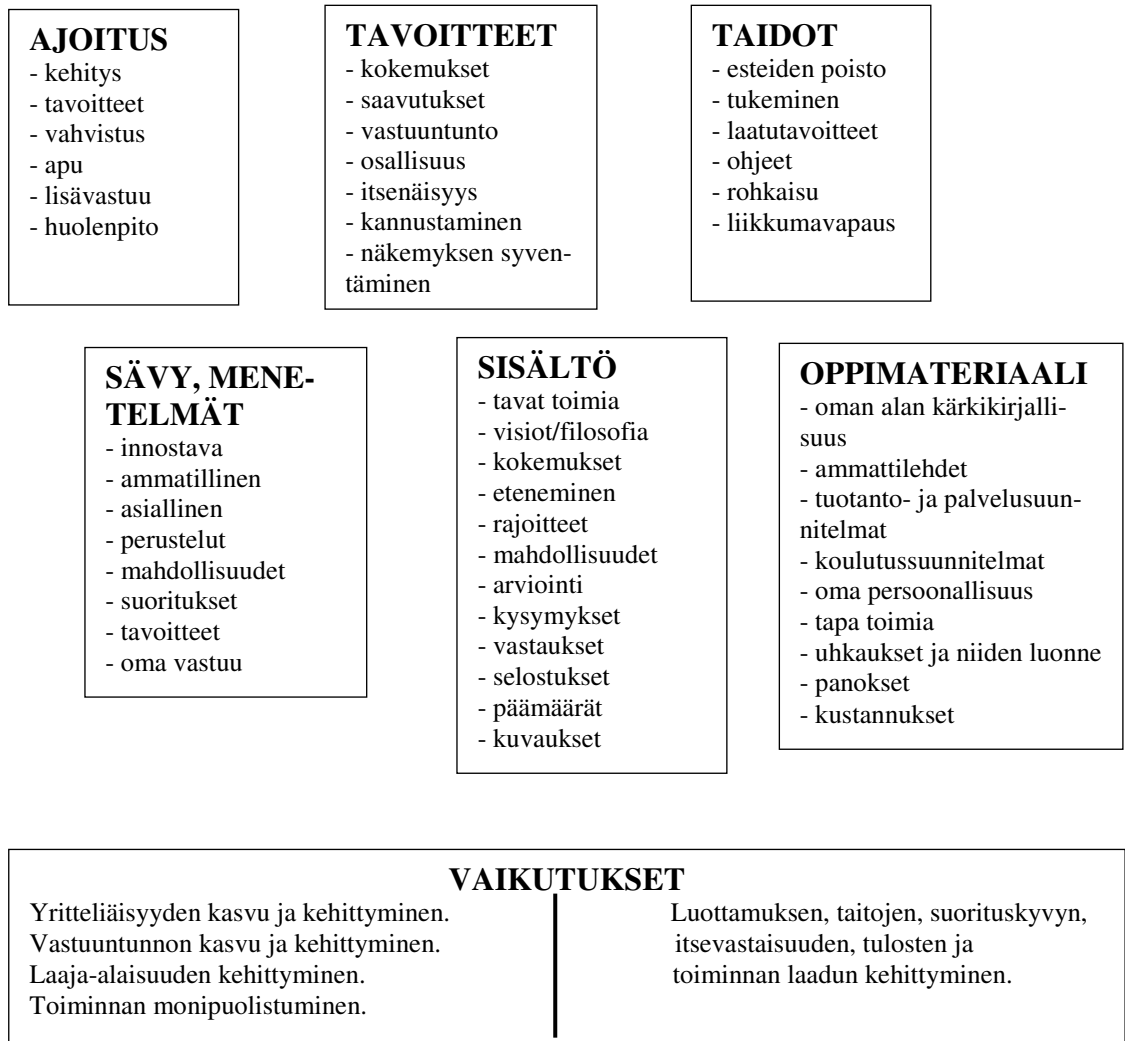 AJOITUS
- kehitys
- tavoitteet
- vahvistus
- apu
- lisävastuu
- huolenpito
TAVOITTEET
- kokemukset
- saavutukset
- vastuuntunto
- osallisuus
- itsenäisyys
- kannustaminen
- näkemyksen syven-
täminen
TAIDOT
- esteiden poisto
- tukeminen
- laatutavoitteet
- ohjeet
- rohkaisu
- liikkumavapaus
SÄVY, MENE-
TELMÄT
- innostava
- ammatillinen
- asiallinen
- perustelut
- mahdollisuudet
- suoritukset
- tavoitteet
- oma vastuu
SISÄLTÖ
- tavat toimia
- visiot/filosofia
- kokemukset
- eteneminen
- rajoitteet
- mahdollisuudet
- arviointi
- kysymykset
- vastaukset
- selostukset
- päämäärät
- kuvaukset
OPPIMATERIAALI
- oman alan kärkikirjalli-
suus
- ammattilehdet
- tuotanto- ja palvelusuun-
nitelmat
- koulutussuunnitelmat
- oma persoonallisuus
- tapa toimia
- uhkaukset ja niiden luonne
- panokset
- kustannukset
VAIKUTUKSET
Yritteliäisyyden kasvu ja kehittyminen.
Vastuuntunnon kasvu ja kehittyminen.
Laaja-alaisuuden kehittyminen.
Toiminnan monipuolistuminen.
Luottamuksen, taitojen, suorituskyvyn,
itsevastaisuuden, tulosten ja
toiminnan laadun kehittyminen.